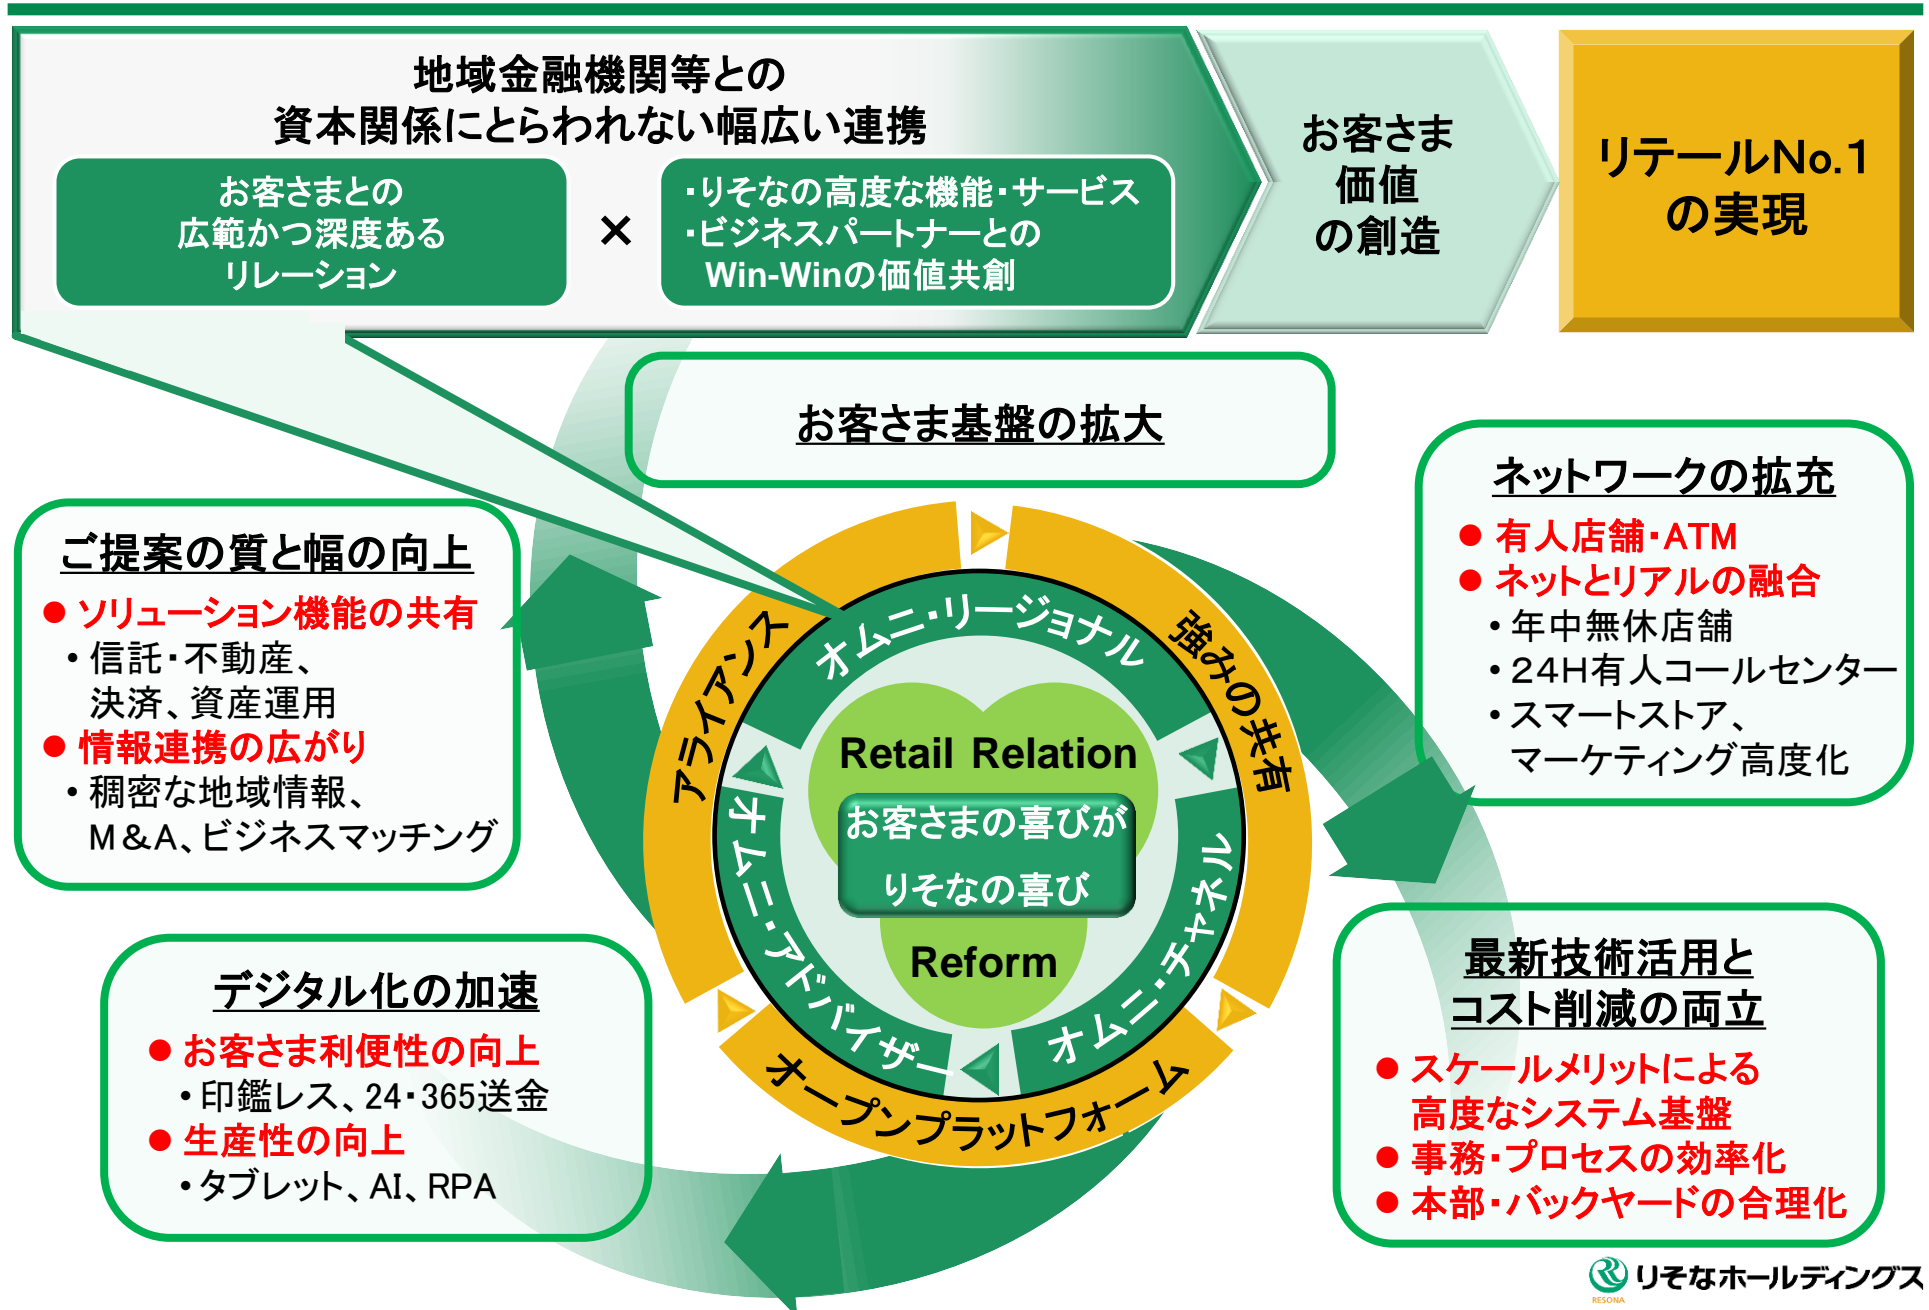 地域金融機関等との
資本関係にとらわれない幅広い連携
お客さまとの
広範かつ深度ある
リレーション
×
・りそなの高度な機能・サービス
・ビジネスパートナーとの
Win-Winの価値共創
お客さま
価値
の創造
リテールNo.1
の実現
お客さま基盤の拡大
ネットワークの拡充
● 有人店舗・ATM
● ネットとリアルの融合
・年中無休店舗
・24H有人コールセンター
・スマートストア、
マーケティング高度化
ご提案の質と幅の向上
● ソリューション機能の共有
・信託・不動産、
決済、資産運用
● 情報連携の広がり
・稠密な地域情報、
M&A、ビジネスマッチング
アライアンス
強みの共有
オープンプラットフォーム
オムニ・リージョナル
オムニ・チャネル
オムニ・アドバイザー
Retail Relation
お客さまの喜びが
りそなの喜び
Reform
デジタル化の加速
● お客さま利便性の向上
・印鑑レス、24・365送金
● 生産性の向上
・タブレット、AI、RPA
最新技術活用と
コスト削減の両立
● スケールメリットによる
高度なシステム基盤
● 事務・プロセスの効率化
● 本部・バックヤードの合理化
RESONA
りそなホールディングス